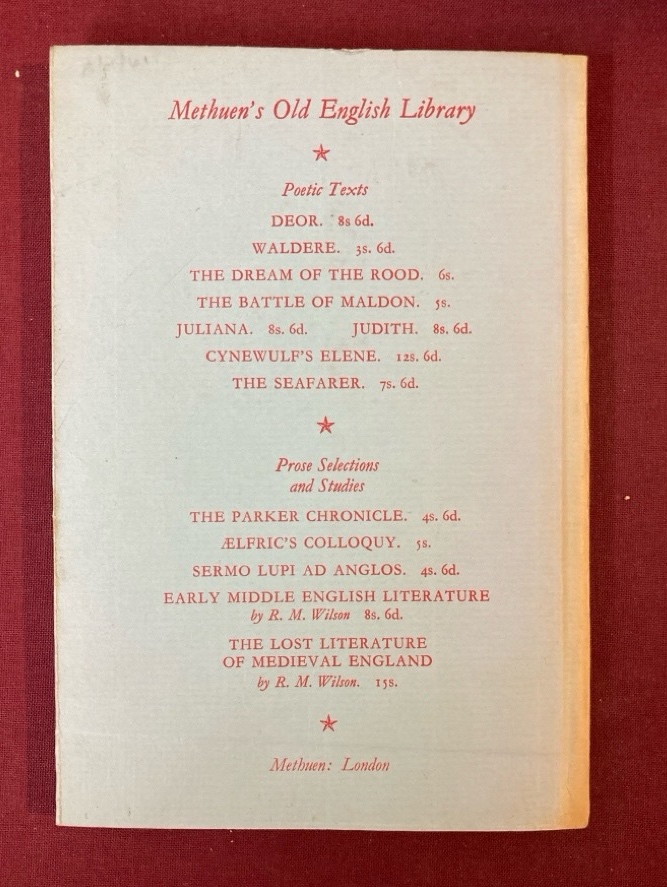 Methuen's Old English Library
Poetic Texts
DEOR. 8s 6d.
WALDERE. 3s. 6d.
THE DREAM OF THE ROOD. 6s.
THE BATTLE OF MALDON. 5s.
JULIANA. 8s. 6d. JUDITH. 8s. 6d.
CYNEWULF'S ELENE. 12s. 6d.
THE SEAFARER. 7s. 6d.
Prose Selections
and Studies
THE PARKER CHRONICLE. 4s. 6d.
ÆLFRIC'S COLLOQUY. 5s.
SERMO LUPI AD ANGLOS. 4s. 6d.
EARLY MIDDLE ENGLISH LITERATURE
by R. M. Wilson 8s. 6d.
THE LOST LITERATURE
OF MEDIEVAL ENGLAND
by R. M. Wilson. 15s.
Methuen: London